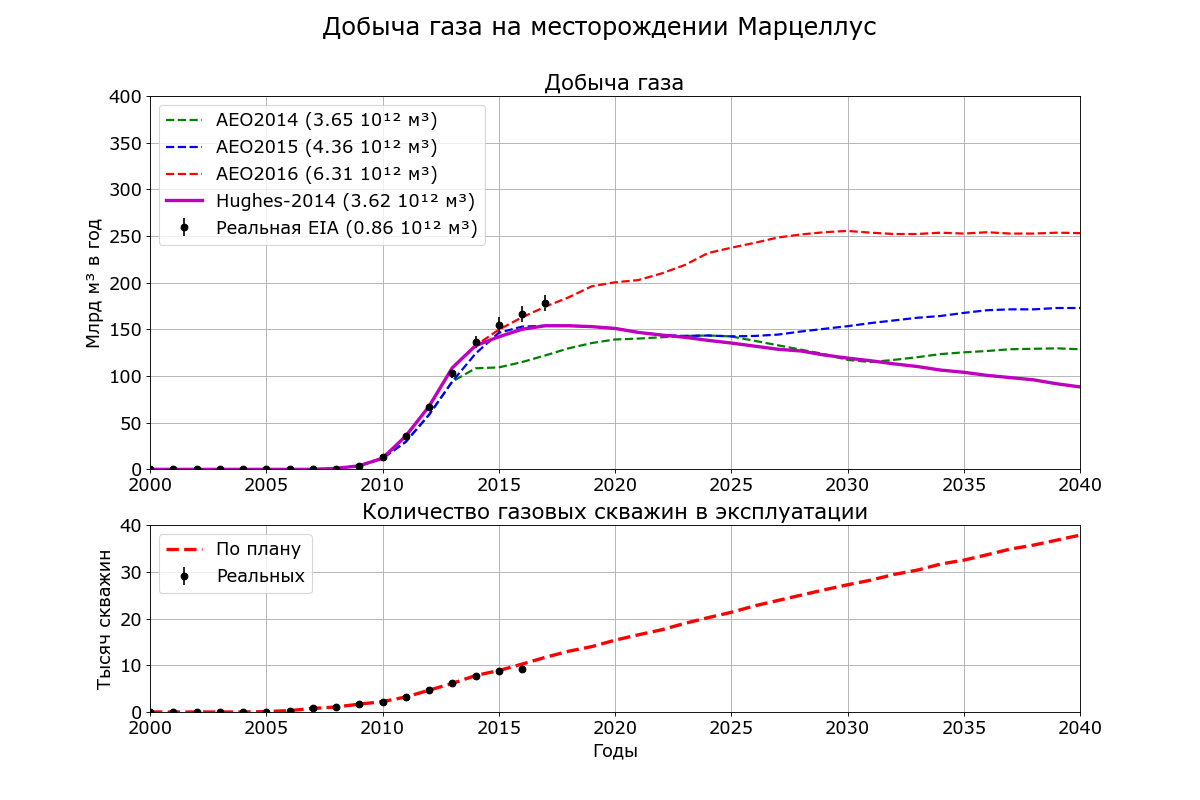 Добыча газа на месторождении Марцеллус
Добыча газа
Млрд м³ в год
400
350
300
250
200
150
100
50
0
AEO2014 (3.65 10¹² м³)
AEO2015 (4.36 10¹² м³)
AEO2016 (6.31 10¹² м³)
Hughes-2014 (3.62 10¹² м³)
Реальная EIA (0.86 10¹² м³)
2000 2005 2010 2015 2020 2025 2030 2035 2040
Количество газовых скважин в эксплуатации
Тысяч скважин
40
30
20
10
0
По плану
Реальных
2000 2005 2010 2015 2020 2025 2030 2035 2040
Годы